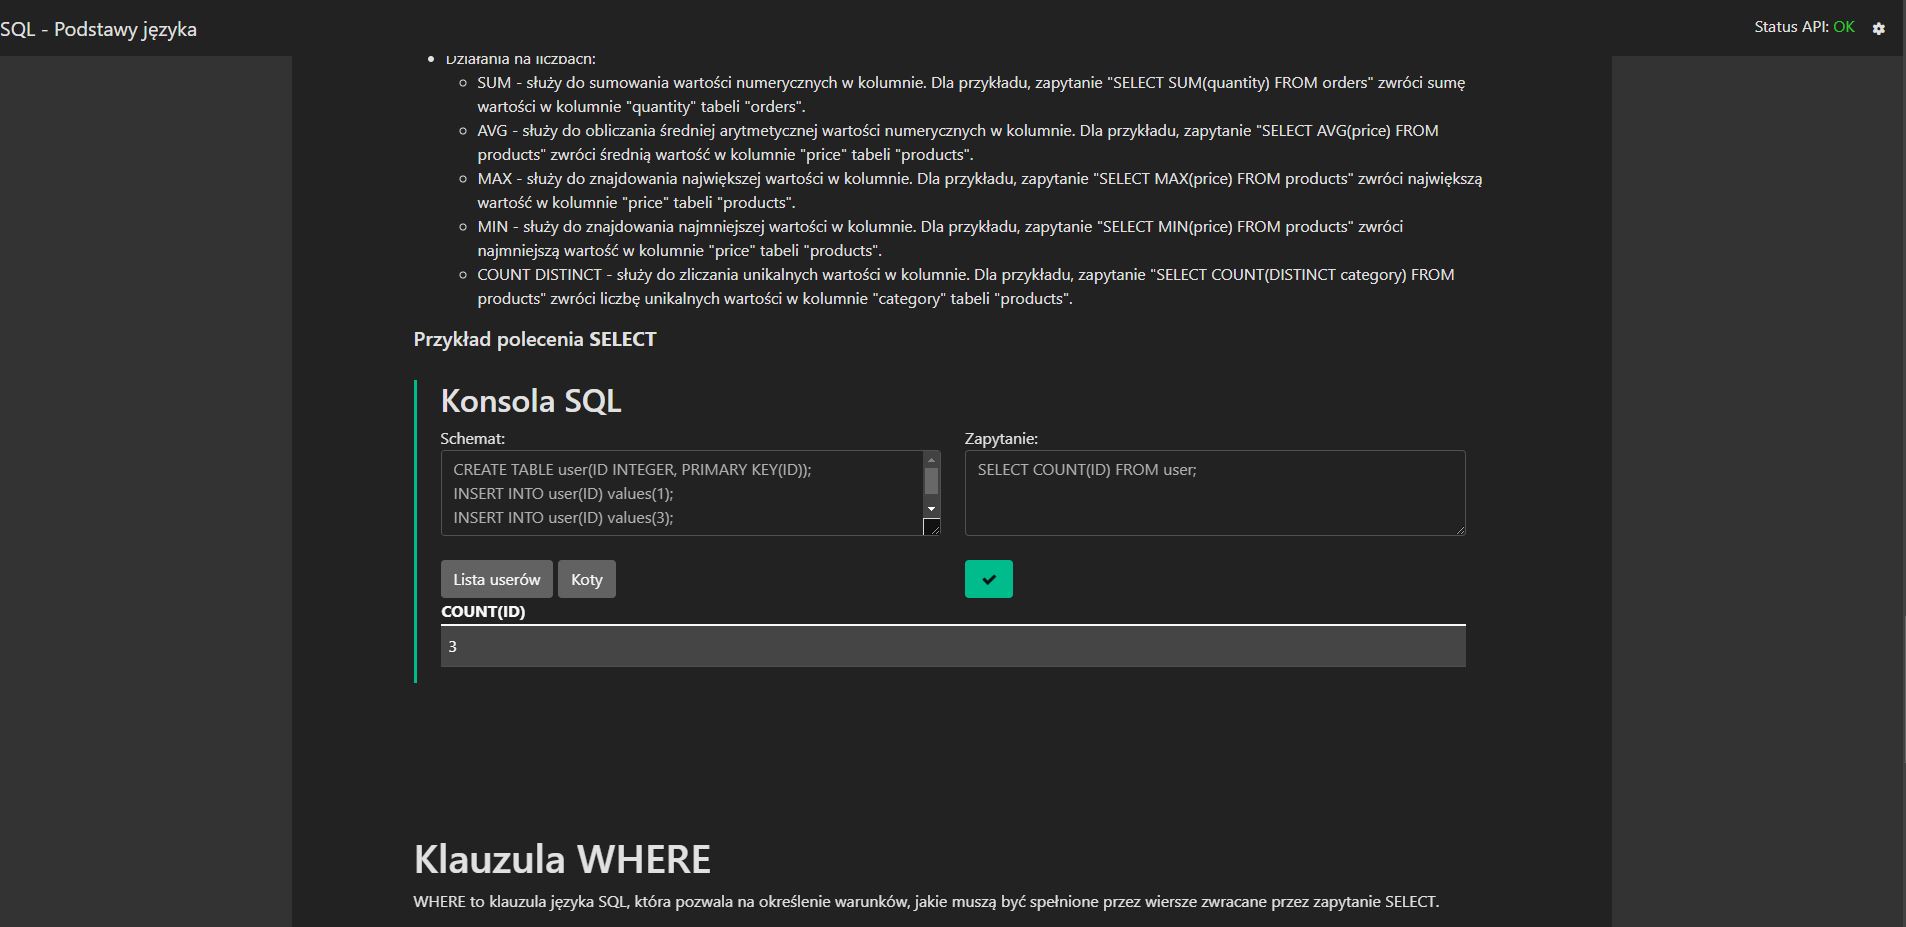 SQL - Podstawy języka
Status API: OK
Działania na liczbach:
SUM - służy do sumowania wartości numerycznych w kolumnie. Dla przykładu, zapytanie "SELECT SUM(quantity) FROM orders" zwróci sumę
wartości w kolumnie "quantity" tabeli "orders".
AVG - służy do obliczania średniej arytmetycznej wartości numerycznych w kolumnie. Dla przykładu, zapytanie "SELECT AVG(price) FROM
products" zwróci średnią wartość w kolumnie "price" tabeli "products".
MAX - służy do znajdowania największej wartości w kolumnie. Dla przykładu, zapytanie "SELECT MAX(price) FROM products" zwróci największą
wartość w kolumnie "price" tabeli "products".
MIN - służy do znajdowania najmniejszej wartości w kolumnie. Dla przykładu, zapytanie "SELECT MIN(price) FROM products" zwróci
najmniejszą wartość w kolumnie "price" tabeli "products".
COUNT DISTINCT - służy do zliczania unikalnych wartości w kolumnie. Dla przykładu, zapytanie "SELECT COUNT(DISTINCT category) FROM
products" zwróci liczbę unikalnych wartości w kolumnie "category" tabeli "products".
Przykład polecenia SELECT
Konsola SQL
Schemat:
CREATE TABLE user(ID INTEGER, PRIMARY KEY(ID));
INSERT INTO user(ID) values(1);
INSERT INTO user(ID) values(3);
Zapytanie:
SELECT COUNT(ID) FROM user;
Lista userów
Koty
COUNT(ID)
3
Klauzula WHERE
WHERE to klauzula języka SQL, która pozwala na określenie warunków, jakie muszą być spełnione przez wiersze zwracane przez zapytanie SELECT.